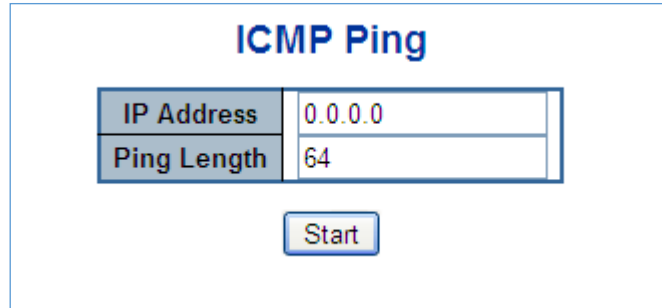 ICMP Ping
IP Address 0.0.0.0
Ping Length 64
Start